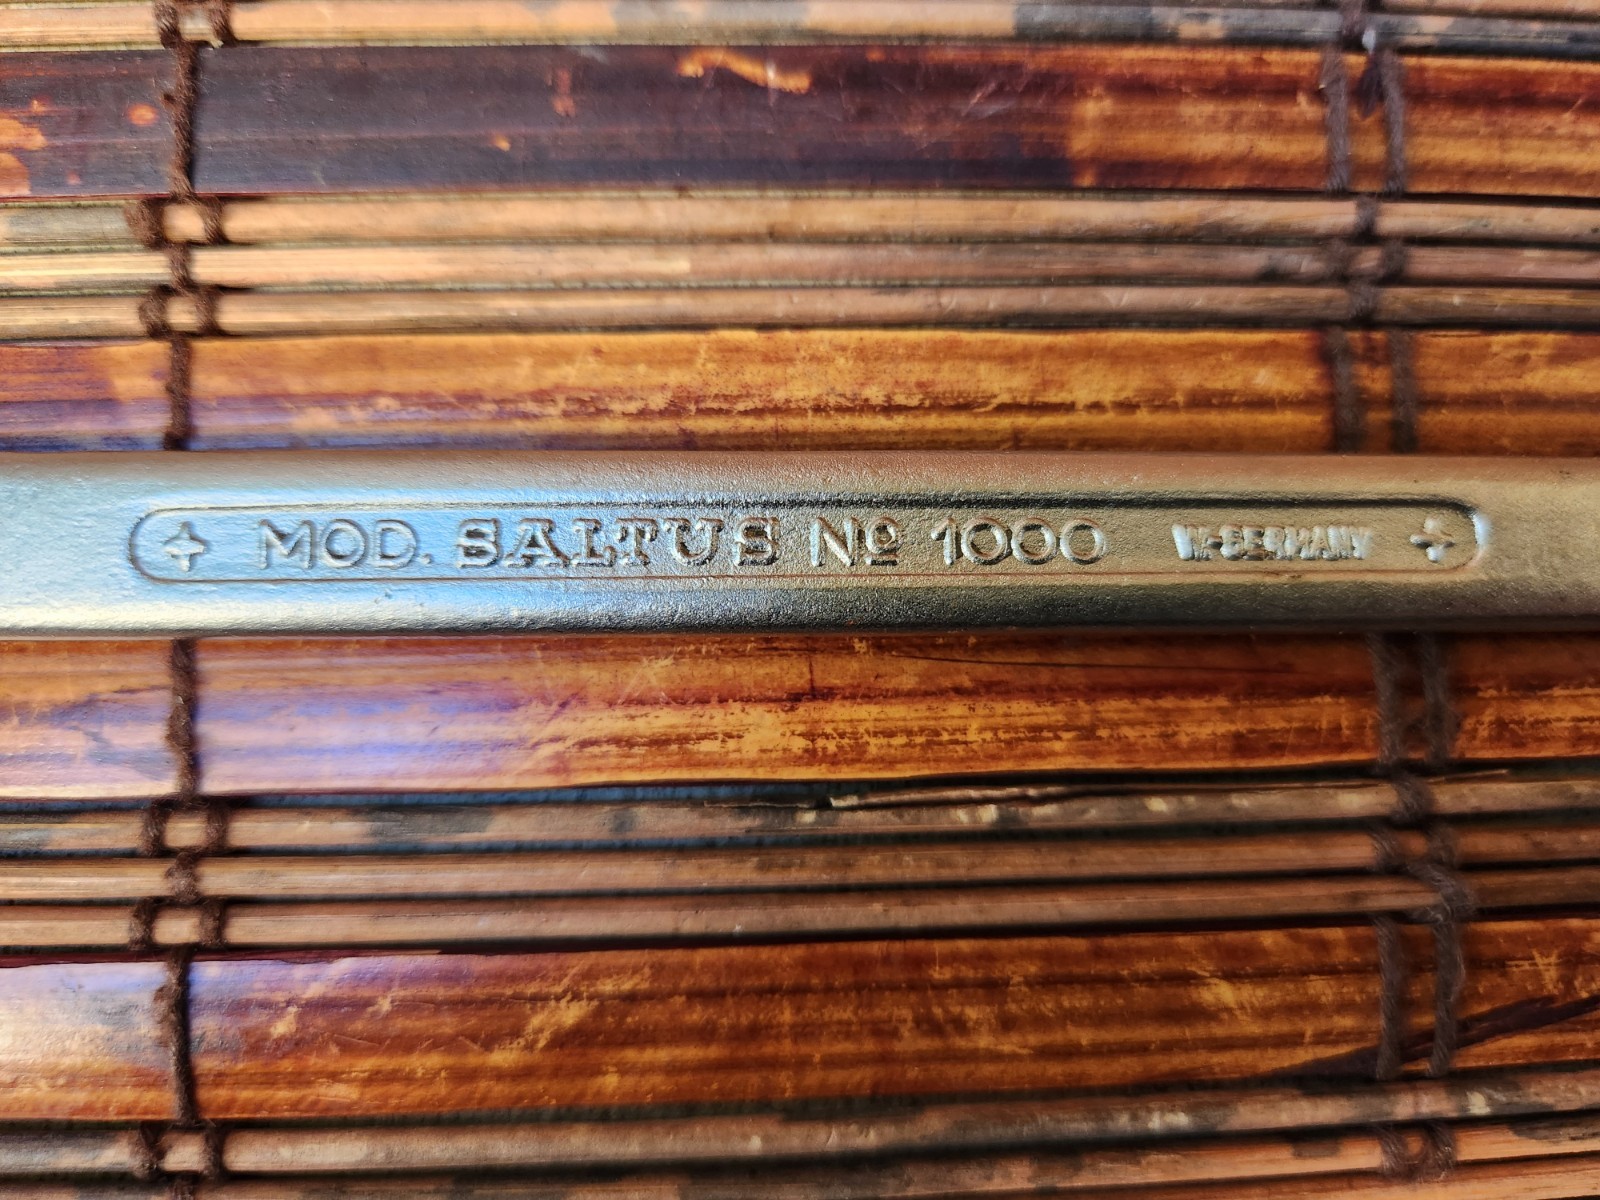 MOD. SALTUS Nº 1000 W.-GERMANY